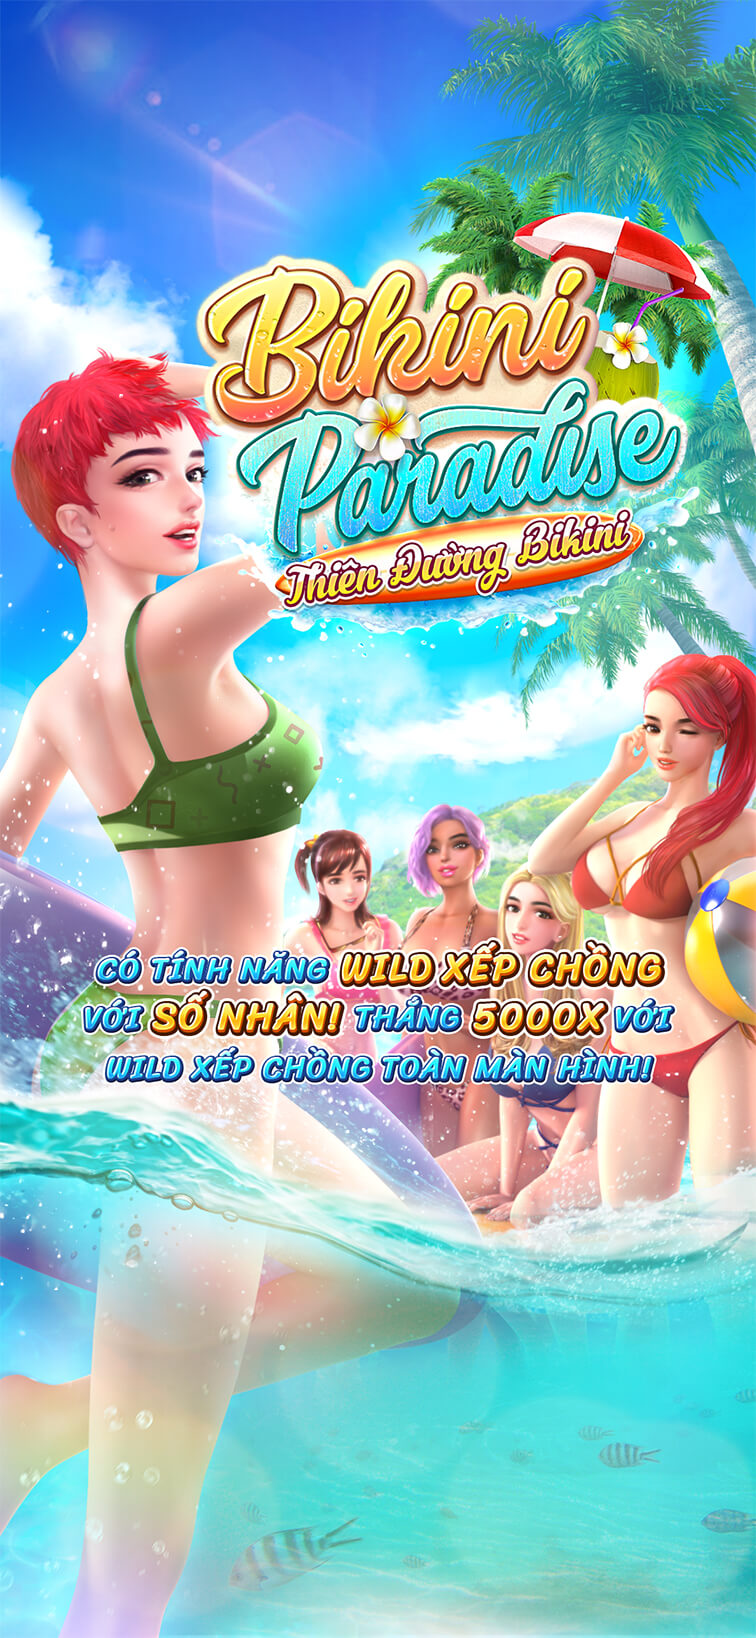 Bikini
Paradise
Thiên Đường Bikini
CÓ TÍNH NĂNG WILD XẾP CHỒNG
VỚI SỐ NHÂN! THẮNG 5000X VỚI
WILD XẾP CHỒNG TOÀN MÀN HÌNH!